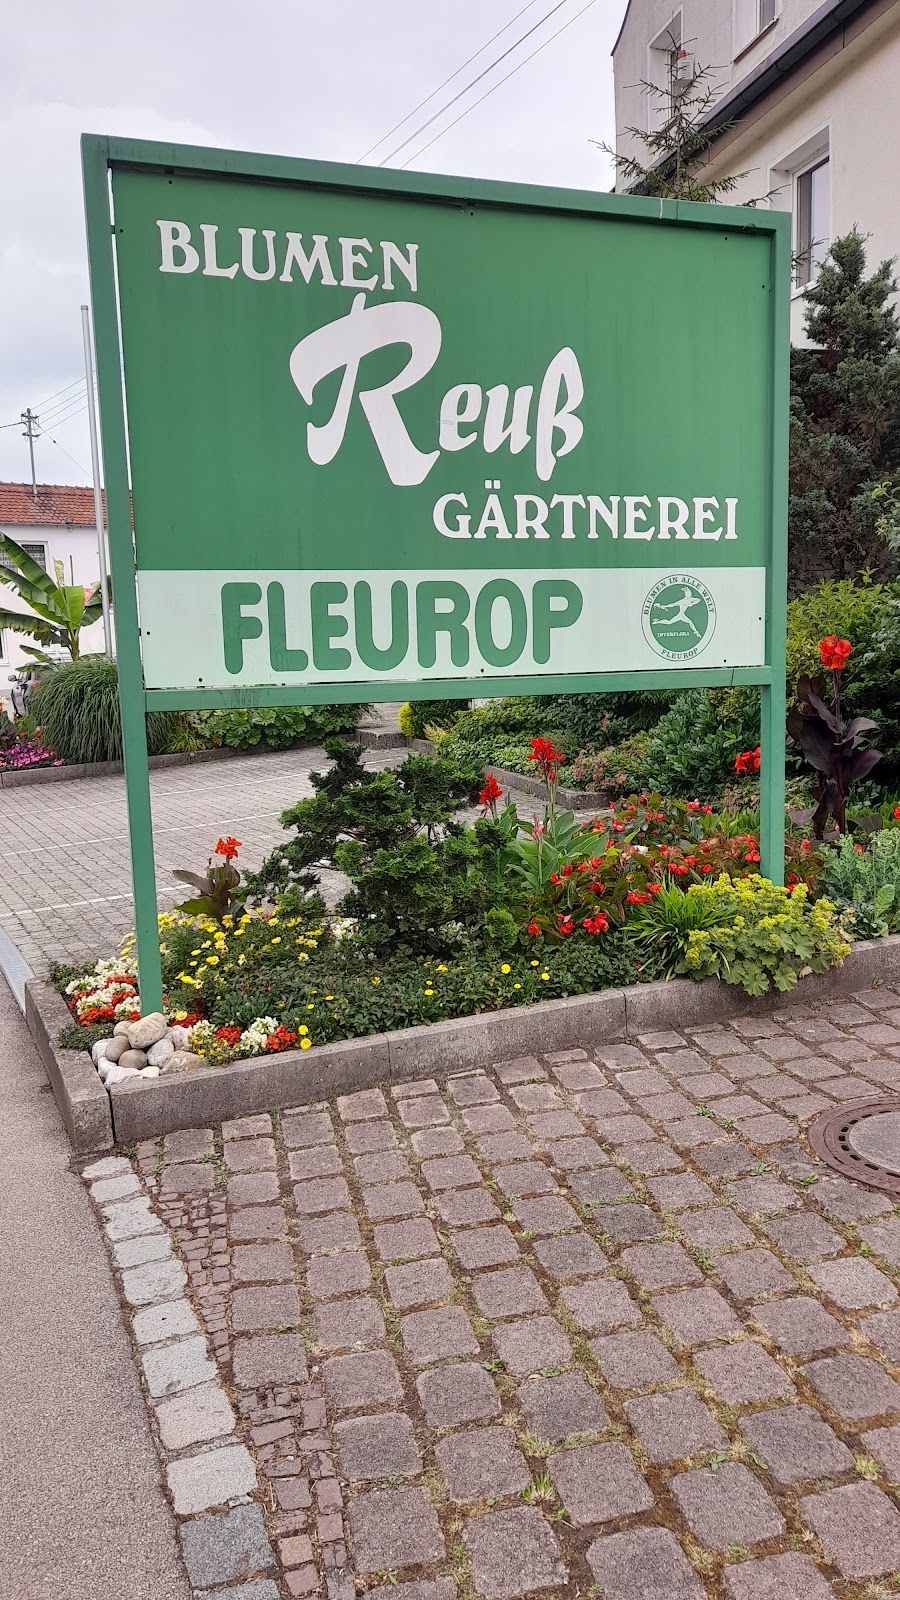 BLUMEN
Reuß
GÄRTNEREI
FLEUROP
BLUMEN IN ALLE WELT
INTERFLORA
FLEUROP